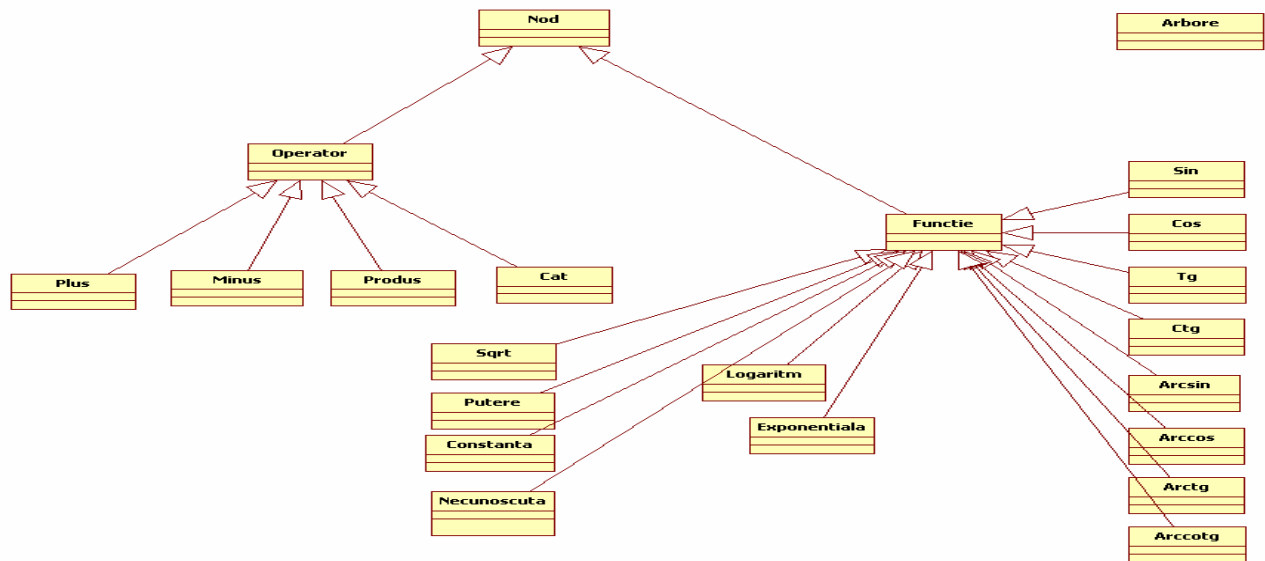 Nod
Arbore
Operator
Sin
Functie
Cos
Plus
Minus
Produs
Cat
Tg
Ctg
Sqrt
Logaritm
Arcsin
Putere
Exponentiala
Constanta
Arccos
Necunoscuta
Arctg
Arccotg